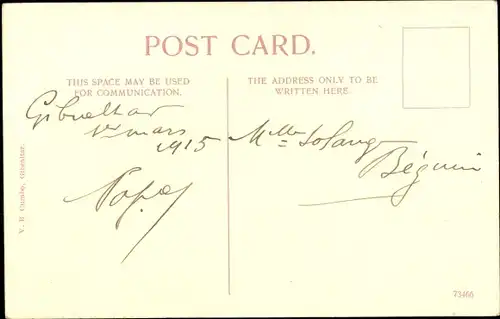 POST CARD.
THIS SPACE MAY BE USED
FOR COMMUNICATION.
THE ADDRESS ONLY TO BE
WRITTEN HERE.
Gibraltar
1er mars
1915
Mlle Solange
Béguin
V. B Cumbo, Gibraltar.
73466